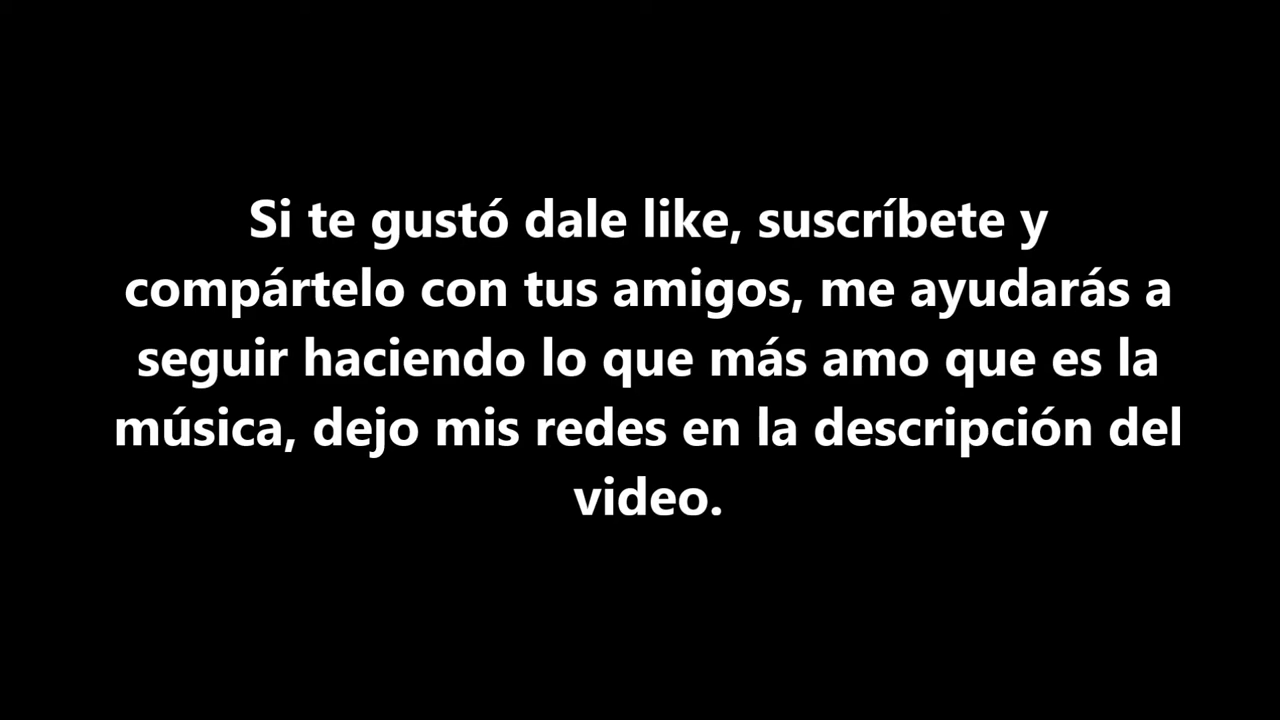 Si te gustó dale like, suscríbete y
compártelo con tus amigos, me ayudarás a
seguir haciendo lo que más amo que es la
música, dejo mis redes en la descripción del
video.